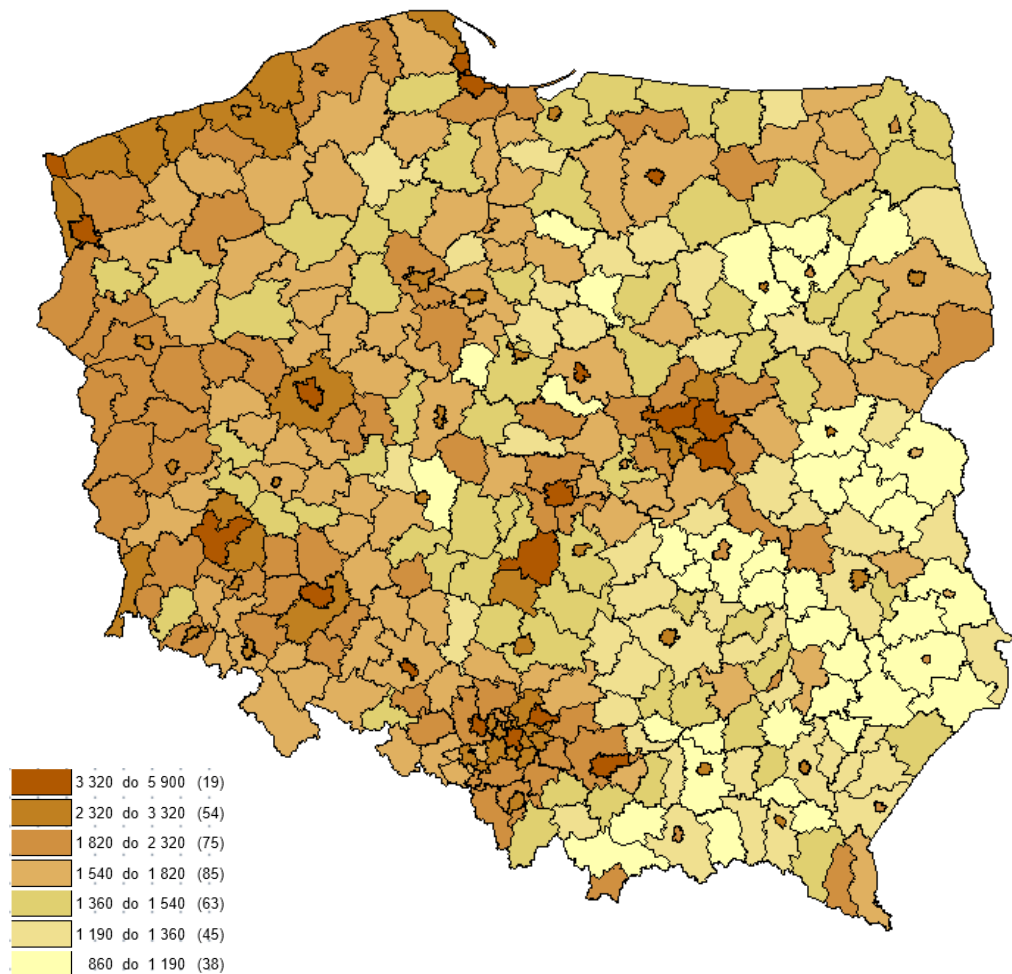 3 320 do 5 900 (19)
2 320 do 3 320 (54)
1 820 do 2 320 (75)
1 540 do 1 820 (85)
1 360 do 1 540 (63)
1 190 do 1 360 (45)
860 do 1 190 (38)